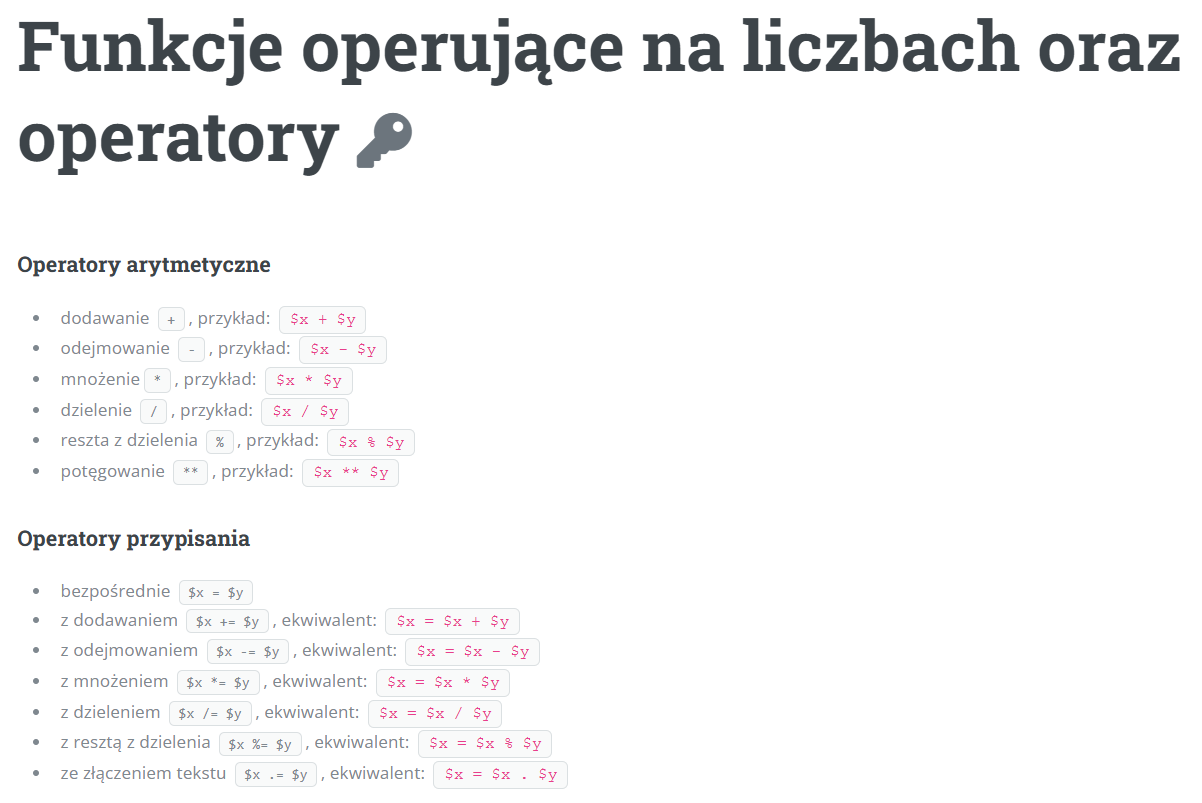 Funkcje operujące na liczbach oraz
operatory
Operatory arytmetyczne
dodawanie + , przykład: $x + $y
odejmowanie - , przykład: $x - $y
mnożenie * , przykład: $x * $y
dzielenie / , przykład: $x / $y
reszta z dzielenia % , przykład: $x % $y
potęgowanie ** , przykład: $x ** $y
Operatory przypisania
bezpośrednie $x = $y
z dodawaniem $x += $y , ekwiwalent: $x = $x + $y
z odejmowaniem $x -= $y , ekwiwalent: $x = $x - $y
z mnożeniem $x *= $y , ekwiwalent: $x = $x * $y
z dzieleniem $x /= $y , ekwiwalent: $x = $x / $y
z resztą z dzielenia $x %= $y , ekwiwalent: $x = $x % $y
ze złączeniem tekstu $x .= $y , ekwiwalent: $x = $x . $y